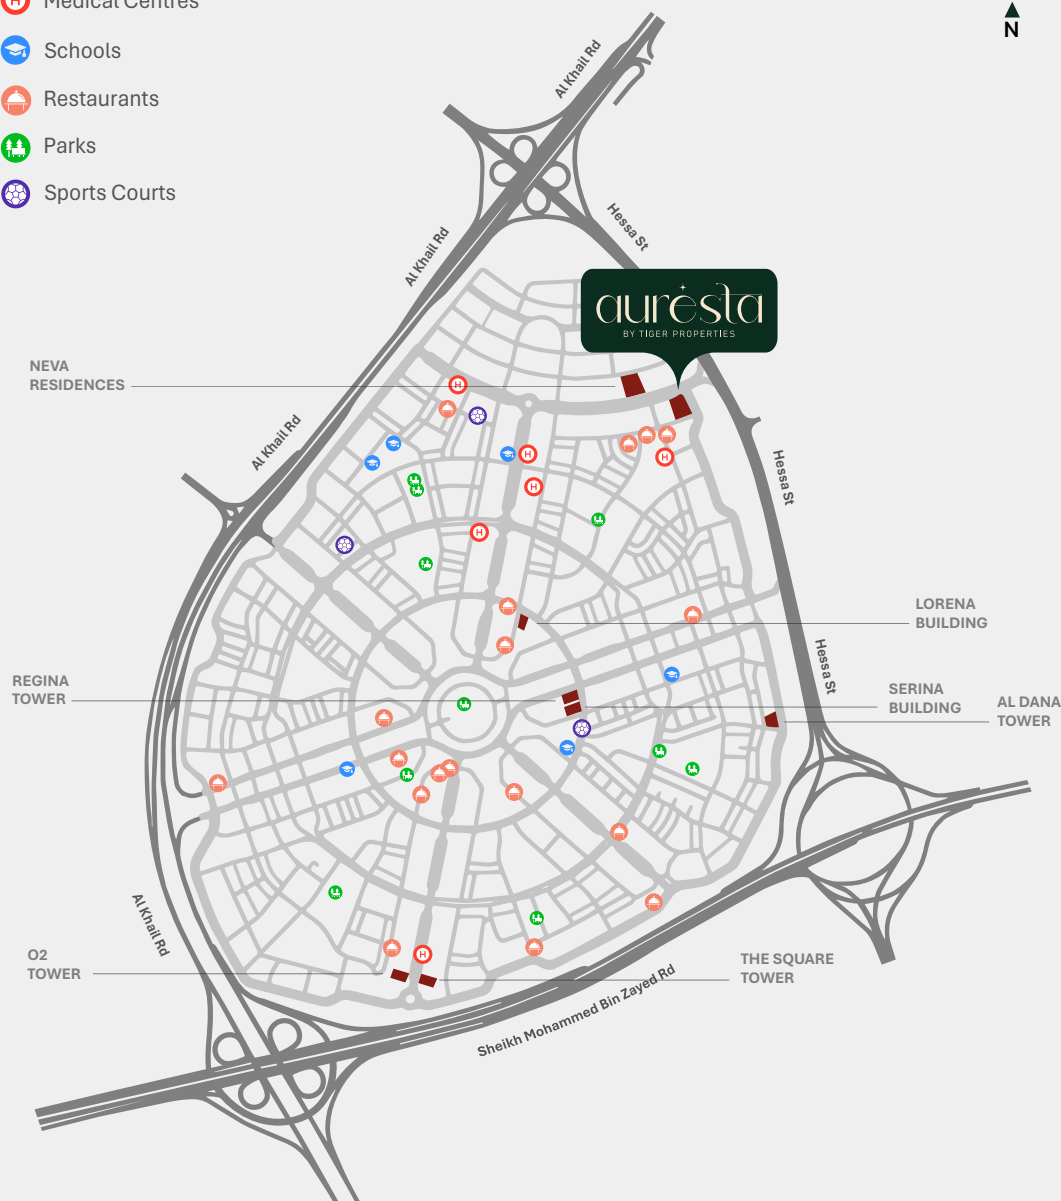 Medical Centres
Schools
Restaurants
Parks
Sports Courts
N
Al Khail Rd
Hessa St
Al Khail Rd
auresta
BY TIGER PROPERTIES
NEVA
RESIDENCES
Al Khail Rd
Hessa St
LORENA
BUILDING
Hessa St
REGINA
TOWER
SERINA
BUILDING
AL DANA
TOWER
Al Khail Rd
O2
TOWER
THE SQUARE
TOWER
Sheikh Mohammed Bin Zayed Rd